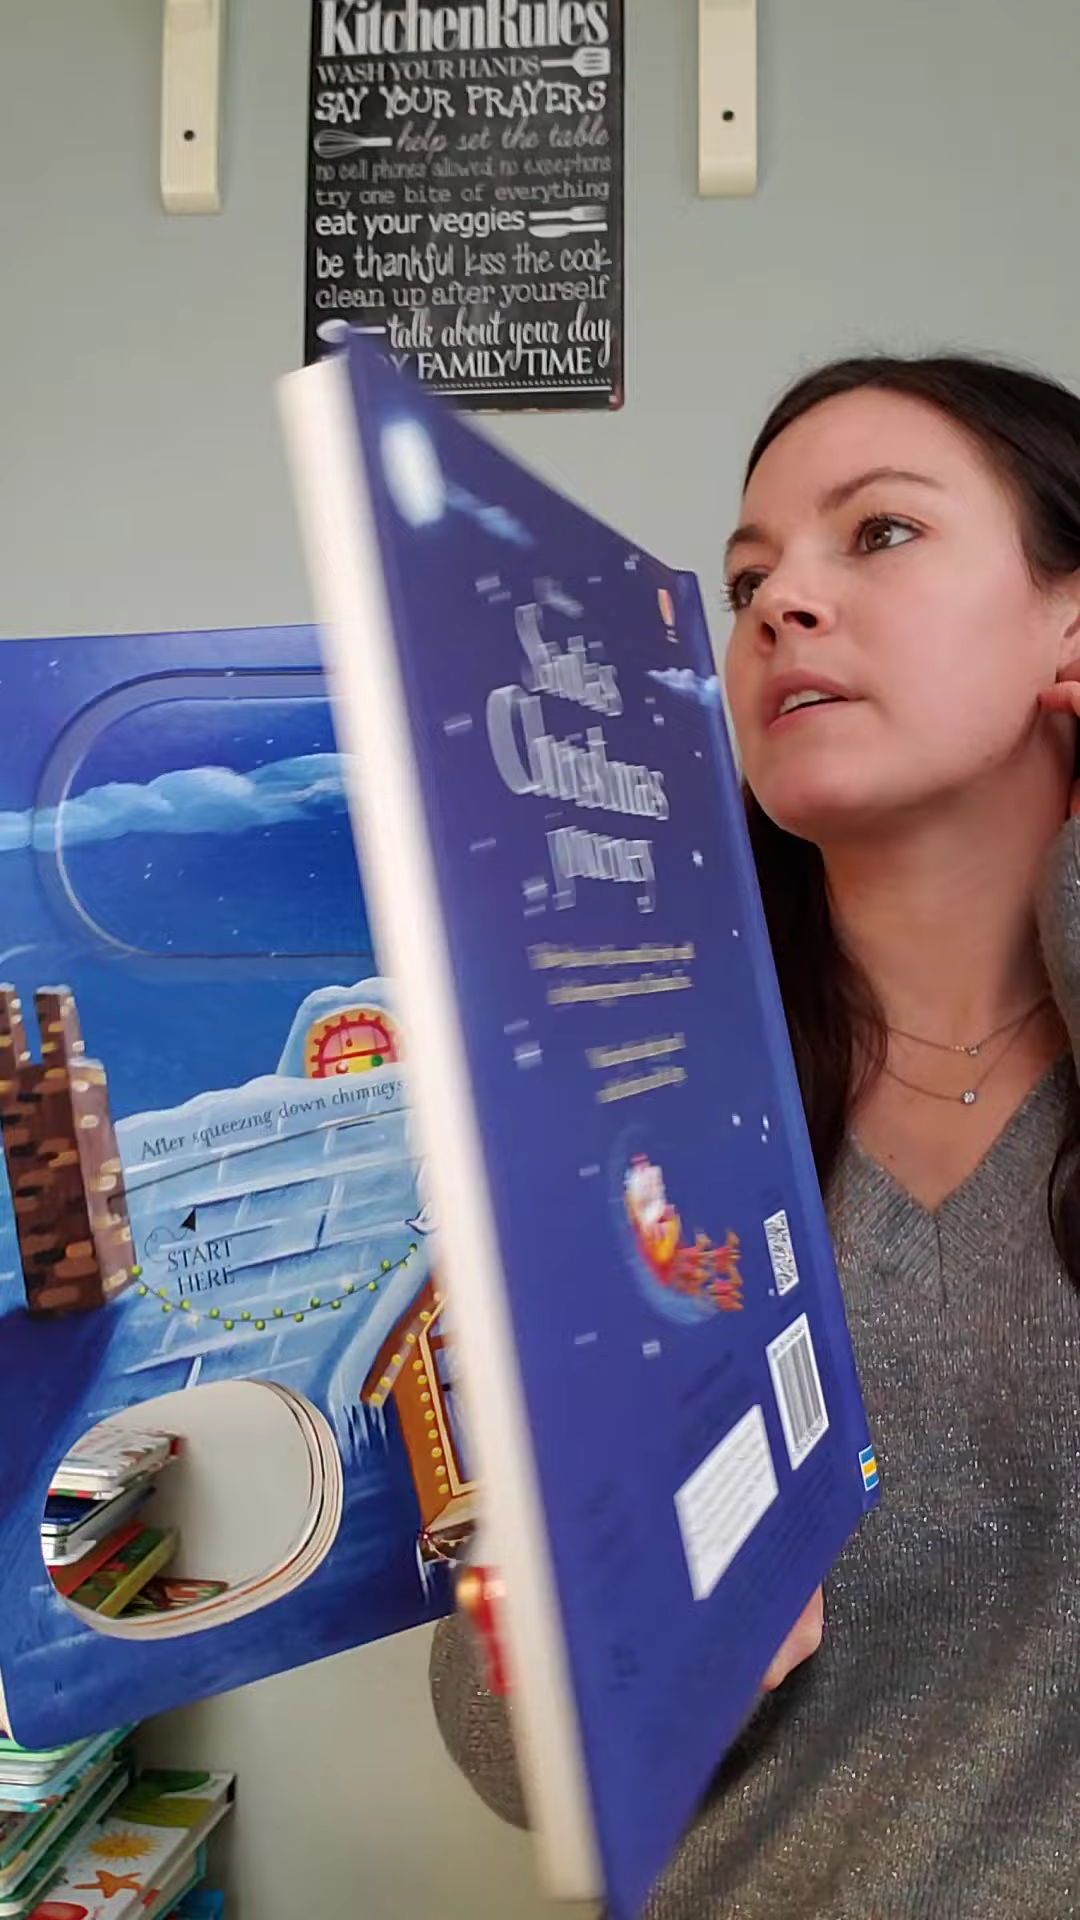 KitchenRules
WASH YOUR HANDS
SAY YOUR PRAYERS
help set the table
no cell phones allowed, no exceptions
try one bite of everything
eat your veggies
be thankful kiss the cook
clean up after yourself
talk about your day
FAMILY TIME
Santa's
Christmas
journey
After squeezing down chimneys
START
HERE